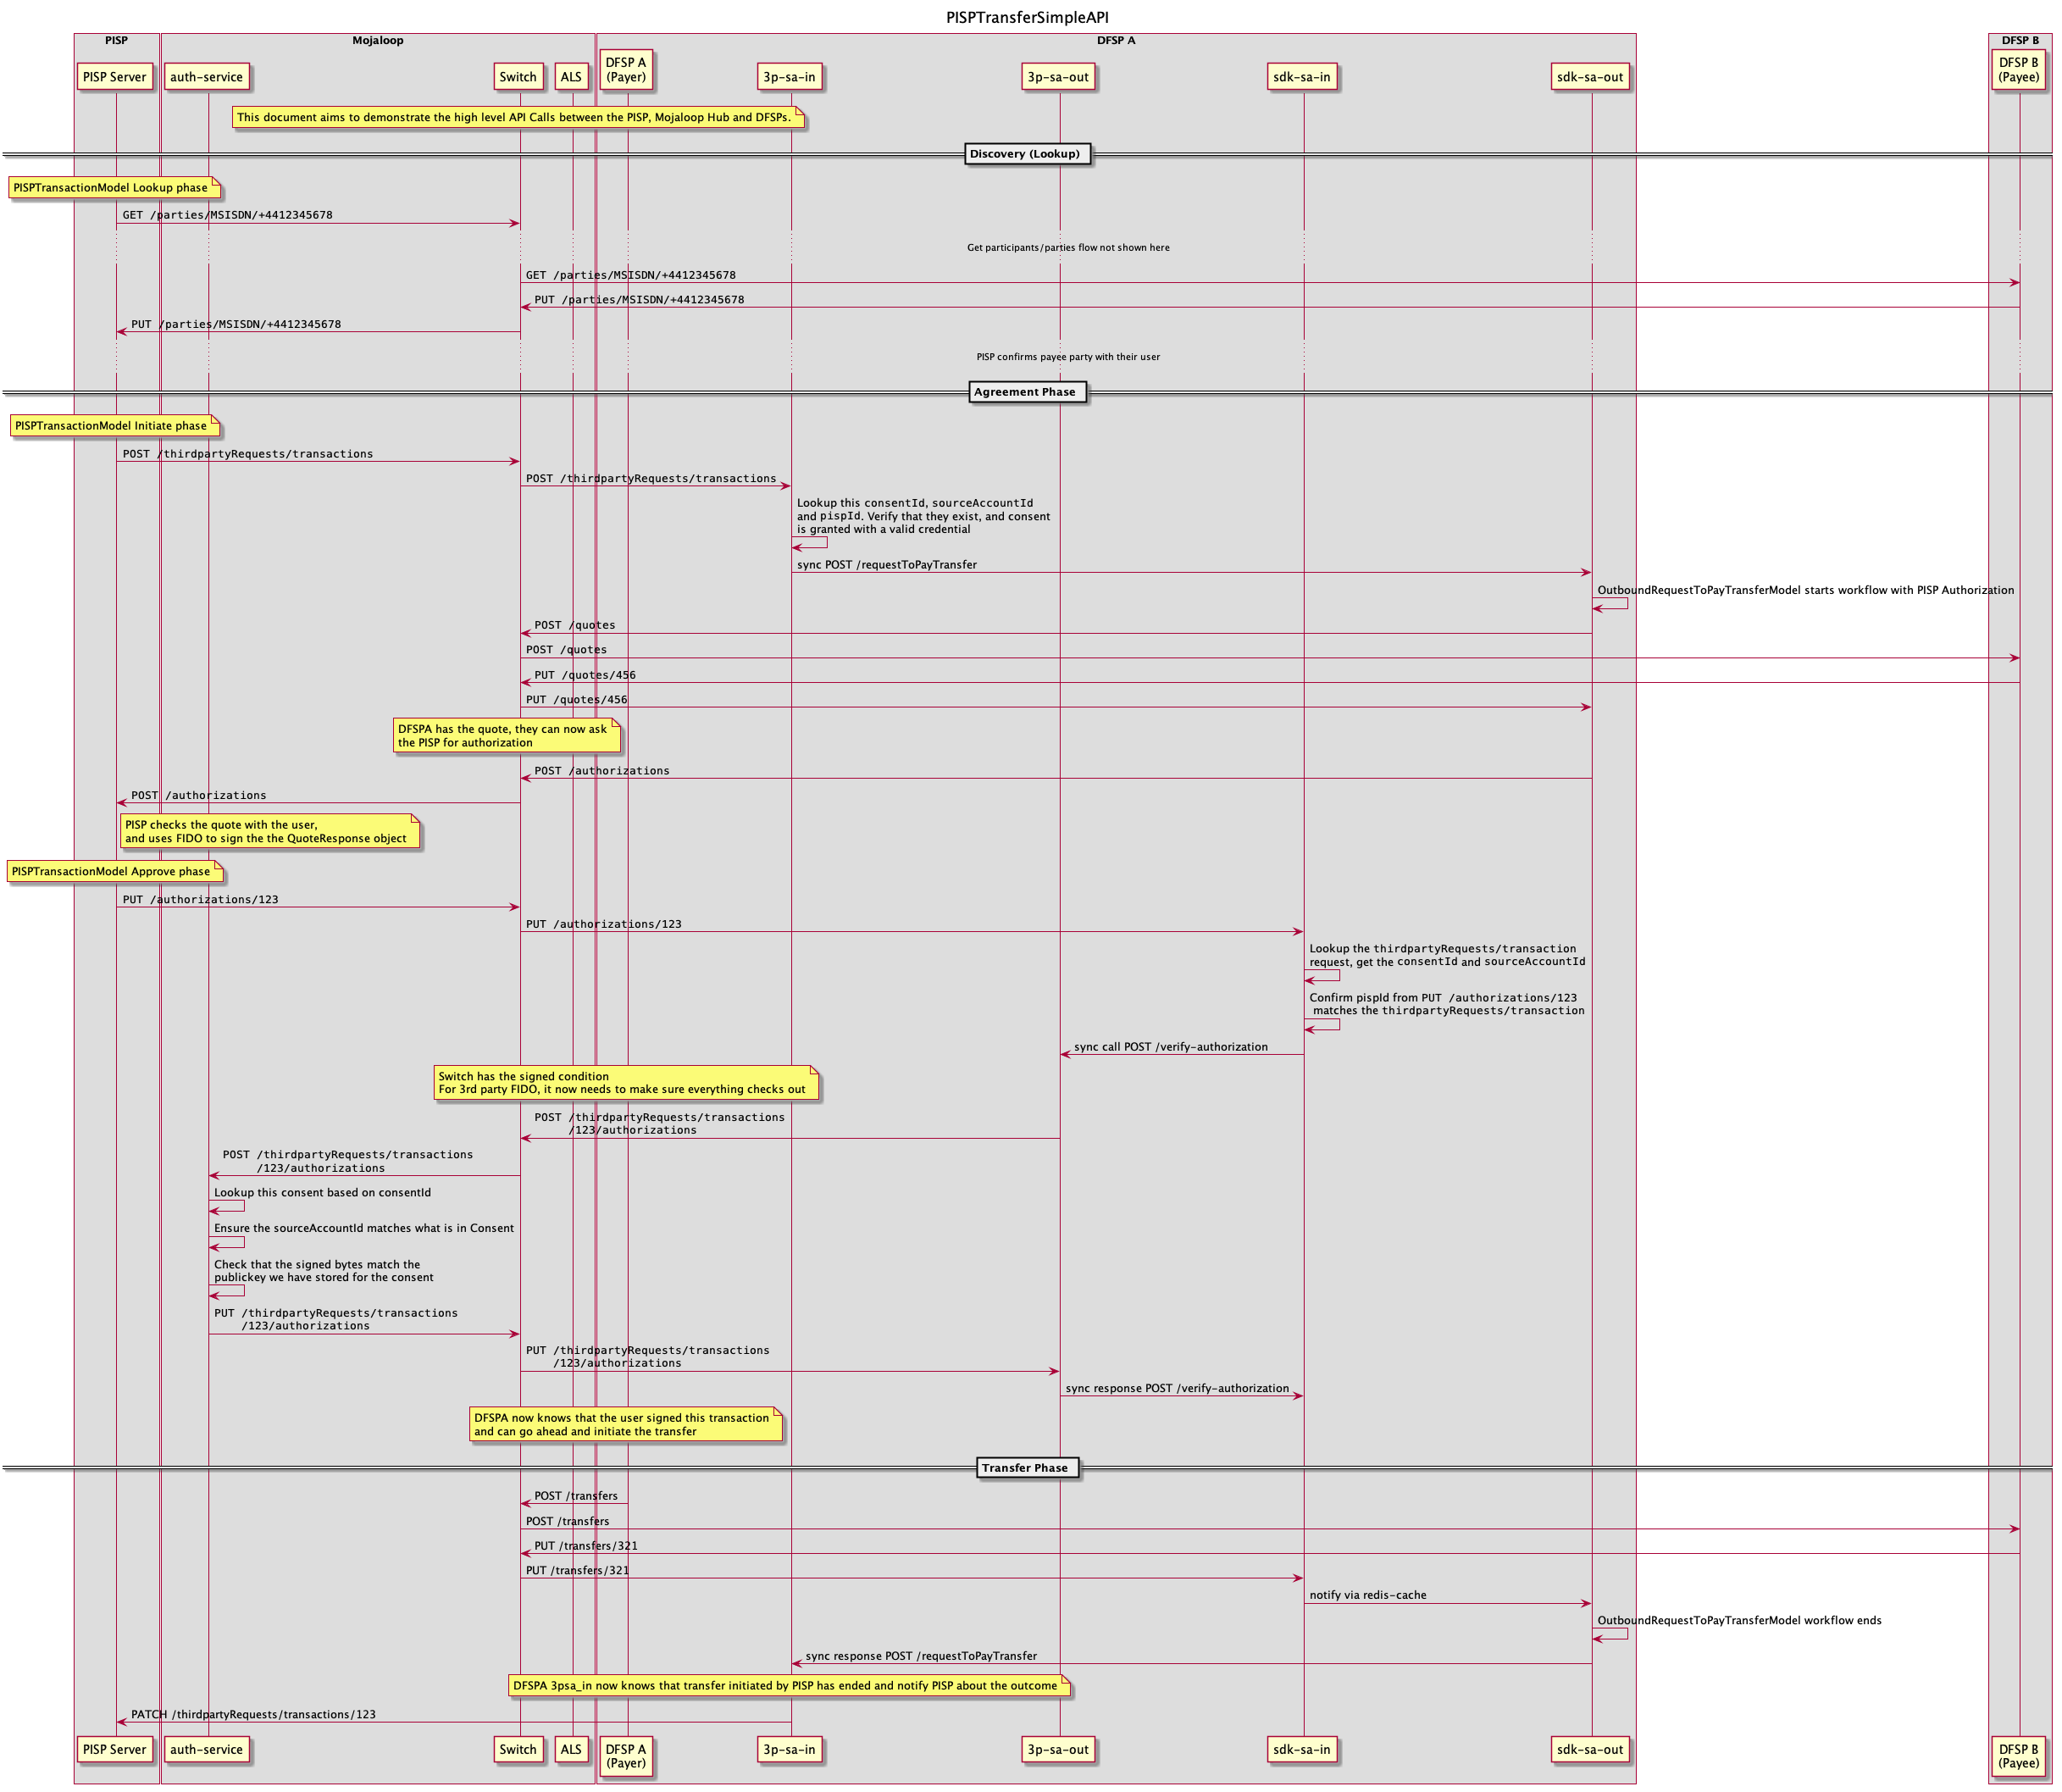 PISPTransferSimpleAPI
PISP
Mojaloop
DFSP A
DFSP B
PISP Server
auth-service
Switch
ALS
DFSP A
(Payer)
3p-sa-in
3p-sa-out
sdk-sa-in
sdk-sa-out
DFSP B
(Payee)
This document aims to demonstrate the high level API Calls between the PISP, Mojaloop Hub and DFSPs.
Discovery (Lookup)
PISPTransactionModel Lookup phase
GET /parties/MSISDN/+4412345678
Get participants/parties flow not shown here
GET /parties/MSISDN/+4412345678
PUT /parties/MSISDN/+4412345678
PUT /parties/MSISDN/+4412345678
PISP confirms payee party with their user
Agreement Phase
PISPTransactionModel Initiate phase
POST /thirdpartyRequests/transactions
POST /thirdpartyRequests/transactions
Lookup this consentId, sourceAccountId
and pispId. Verify that they exist, and consent
is granted with a valid credential
sync POST /requestToPayTransfer
OutboundRequestToPayTransferModel starts workflow with PISP Authorization
POST /quotes
POST /quotes
PUT /quotes/456
PUT /quotes/456
DFSPA has the quote, they can now ask
the PISP for authorization
POST /authorizations
POST /authorizations
PISP checks the quote with the user,
and uses FIDO to sign the the QuoteResponse object
PISPTransactionModel Approve phase
PUT /authorizations/123
PUT /authorizations/123
Lookup the thirdpartyRequests/transaction
request, get the consentId and sourceAccountId
Confirm pispId from PUT /authorizations/123
matches the thirdpartyRequests/transaction
sync call POST /verify-authorization
Switch has the signed condition
For 3rd party FIDO, it now needs to make sure everything checks out
POST /thirdpartyRequests/transactions
/123/authorizations
POST /thirdpartyRequests/transactions
/123/authorizations
Lookup this consent based on consentId
Ensure the sourceAccountId matches what is in Consent
Check that the signed bytes match the
publickey we have stored for the consent
PUT /thirdpartyRequests/transactions
/123/authorizations
PUT /thirdpartyRequests/transactions
/123/authorizations
sync response POST /verify-authorization
DFSPA now knows that the user signed this transaction
and can go ahead and initiate the transfer
Transfer Phase
POST /transfers
POST /transfers
PUT /transfers/321
PUT /transfers/321
notify via redis-cache
OutboundRequestToPayTransferModel workflow ends
sync response POST /requestToPayTransfer
DFSPA 3psa_in now knows that transfer initiated by PISP has ended and notify PISP about the outcome
PATCH /thirdpartyRequests/transactions/123
PISP Server
auth-service
Switch
ALS
DFSP A
(Payer)
3p-sa-in
3p-sa-out
sdk-sa-in
sdk-sa-out
DFSP B
(Payee)